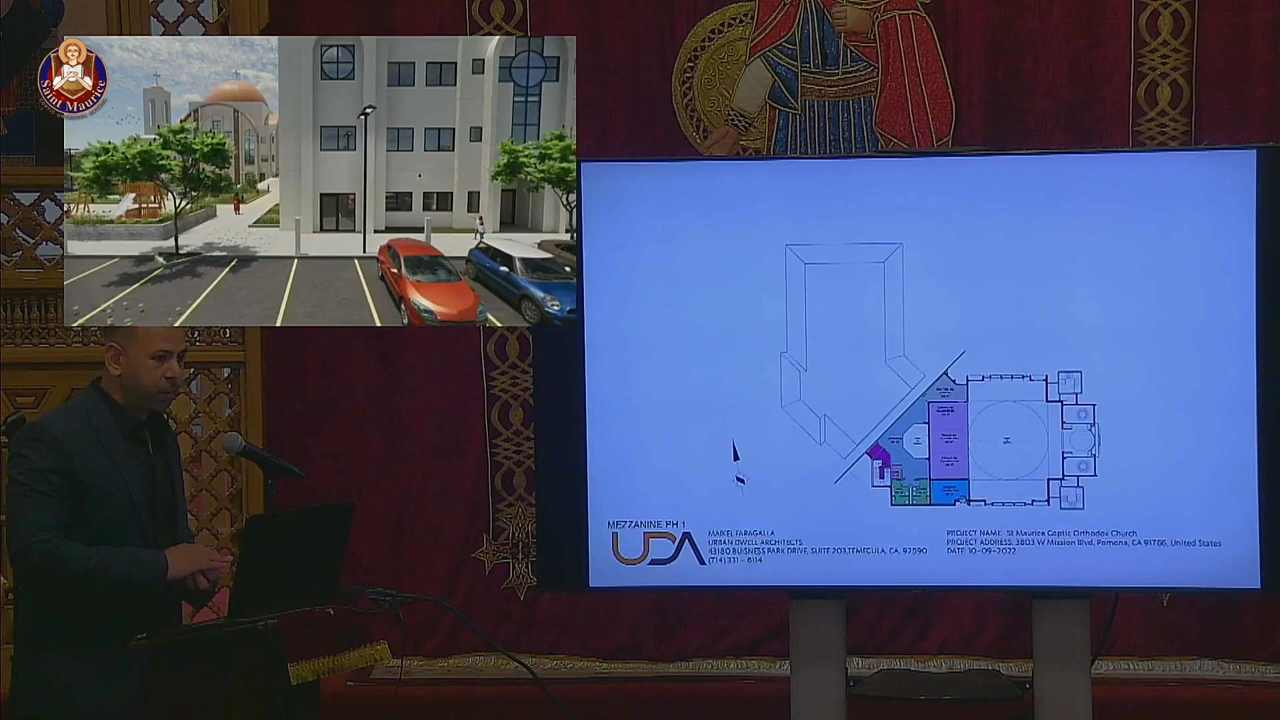 Saint Maurice
MEZZANINE PH 1
UDA
MAIKEL FARAGALLA
URBAN DWELL ARCHITECTS
43180 BUISNESS PARK DRIVE, SUITE 203,TEMECULA, CA, 92590
(714) 331 - 6114
PROJECT NAME: St Maurice Coptic Orthodox Church
PROJECT ADDRESS: 3803 W Mission Blvd, Pomona, CA 91766, United States
DATE: 10-09-2022